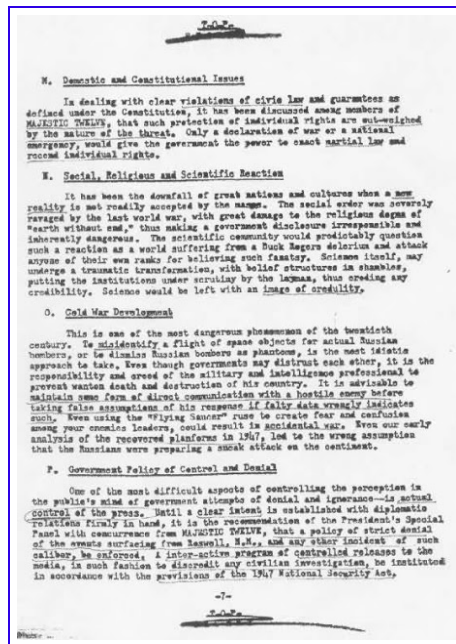 T.O.P.
M. Domestic and Constitutional Issues
In dealing with clear violations of civic law and guarantees as
defined under the Constitution, it has been discussed among members of
MAJESTIC TWELVE, that such protection of individual rights are out-weighed
by the nature of the threat. Only a declaration of war or a national
emergency, would give the government the power to enact martial law and
recend individual rights.
N. Social, Religious and Scientific Reaction
It has been the downfall of great nations and cultures when a new
reality is not readily accepted by the masses. The social order was severely
ravaged by the last world war, with great damage to the religious dogma of
"earth without end," thus making a government disclosure irresponsible and
inherently dangerous. The scientific community would predictably question
such a reaction as a world suffering from a Buck Rogers delerium and attack
anyone of their own ranks for believing such fanatsy. Science itself, may
undergo a traumatic transformation, with belief structures in shambles,
putting the institutions under scrutiny by the layman, thus eroding any
credibility. Science would be left with an image of credulity.
O. Cold War Development
This is one of the most dangerous phenomenon of the twentieth
century. To misidentify a flight of space objects for actual Russian
bombers, or to dismiss Russian bombers as phantoms, is the most idiotic
approach to take. Even though governments may distrust each other, it is the
responsibility and creed of the military and intelligence professional to
prevent wanton death and destruction of his country. It is advisable to
maintain some form of direct communication with a hostile enemy before
taking false assumptions of his response if falty data wrongly indicates
such. Even using the "Flying Saucer" ruse to create fear and confusion
among your enemies leaders, could result in accidental war. Even our early
analysis of the recovered planforms in 1947, led to the wrong assumption
that the Russians were preparing a sneak attack on the continent.
P. Government Policy of Control and Denial
One of the most difficult aspects of controlling the perception in
the public's mind of government attempts of denial and ignorance--is actual
control of the press. Until a clear intent is established with diplomatic
relations firmly in hand, it is the recommendation of the President's Special
Panel with concurrence from MAJESTIC TWELVE, that a policy of strict denial
of the events surfacing from Roswell, N.M., and any other incident of such
caliber, be enforced. A inter-active program of controlled releases to the
media, in such fashion to discredit any civilian investigation, be instituted
in accordance with the provisions of the 1947 National Security Act.
-7-
T.O.P.